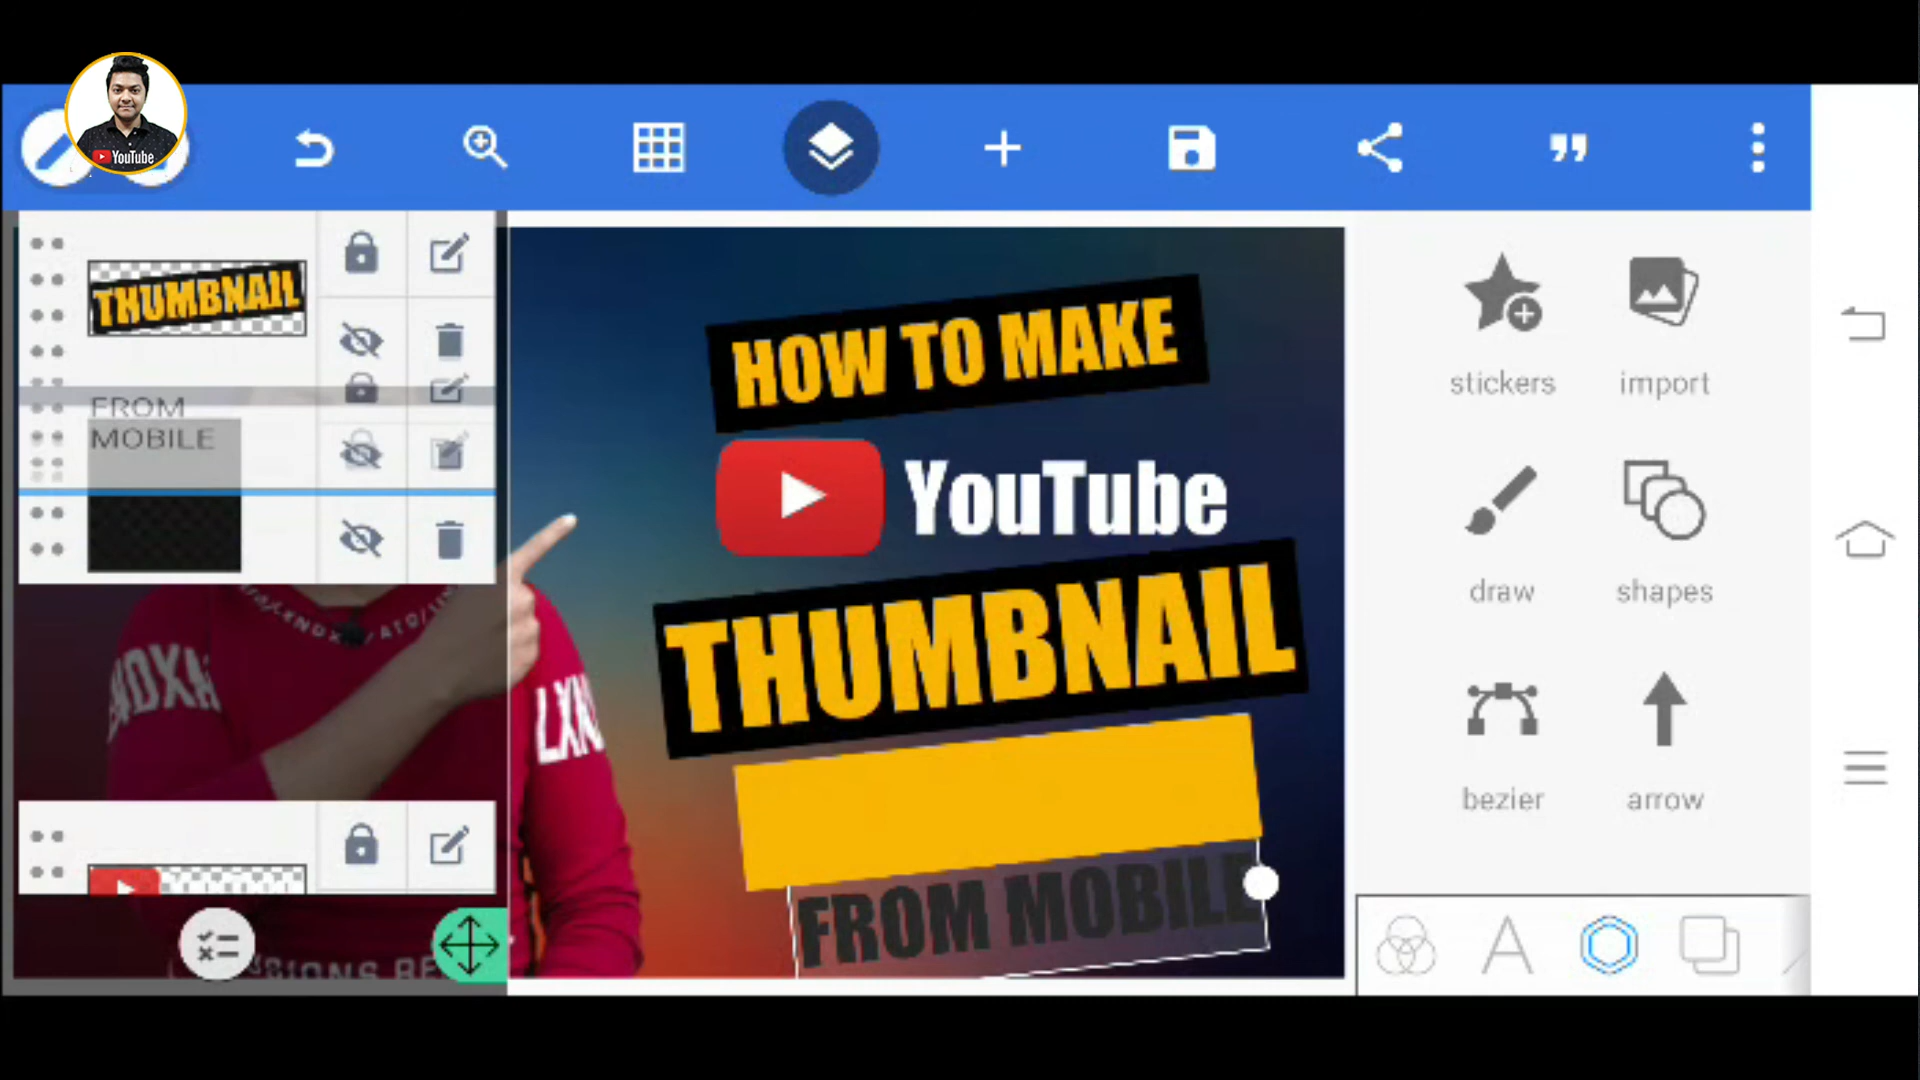 YouTube
THUMBNAIL
FROM
MOBILE
HOW TO MAKE
YouTube
THUMBNAIL
FROM MOBILE
stickers
import
draw
shapes
bezier
arrow
A